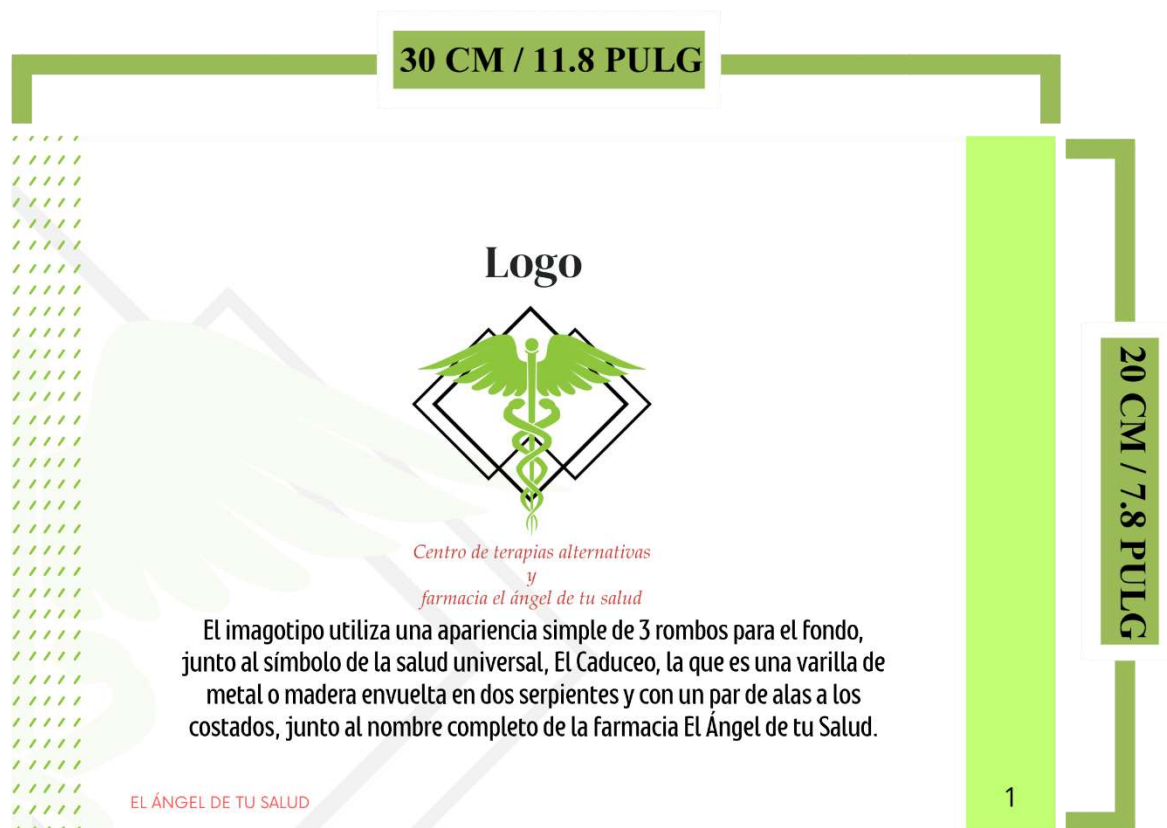 30 CM / 11.8 PULG
20 CM / 7.8 PULG
Logo
Centro de terapias alternativas
y
farmacia el ángel de tu salud
El imagotipo utiliza una apariencia simple de 3 rombos para el fondo,
junto al símbolo de la salud universal, El Caduceo, la que es una varilla de
metal o madera envuelta en dos serpientes y con un par de alas a los
costados, junto al nombre completo de la farmacia El Ángel de tu Salud.
EL ÁNGEL DE TU SALUD
1